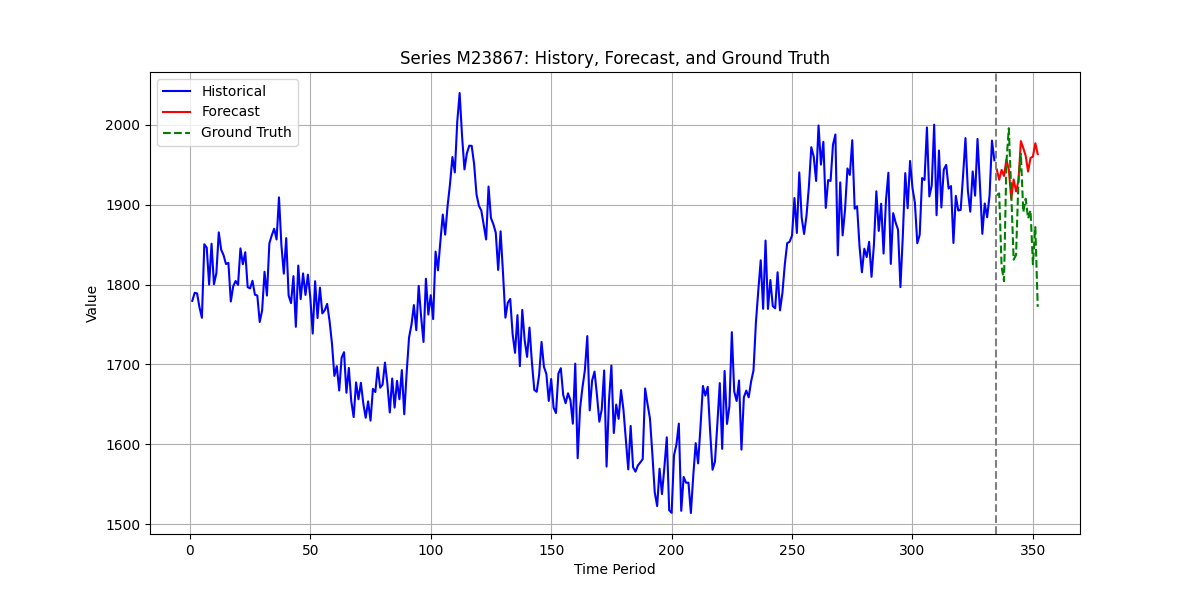 Series M23867: History, Forecast, and Ground Truth
Historical
Forecast
Ground Truth
2000
1900
1800
1700
1600
1500
Value
0 50 100 150 200 250 300 350
Time Period